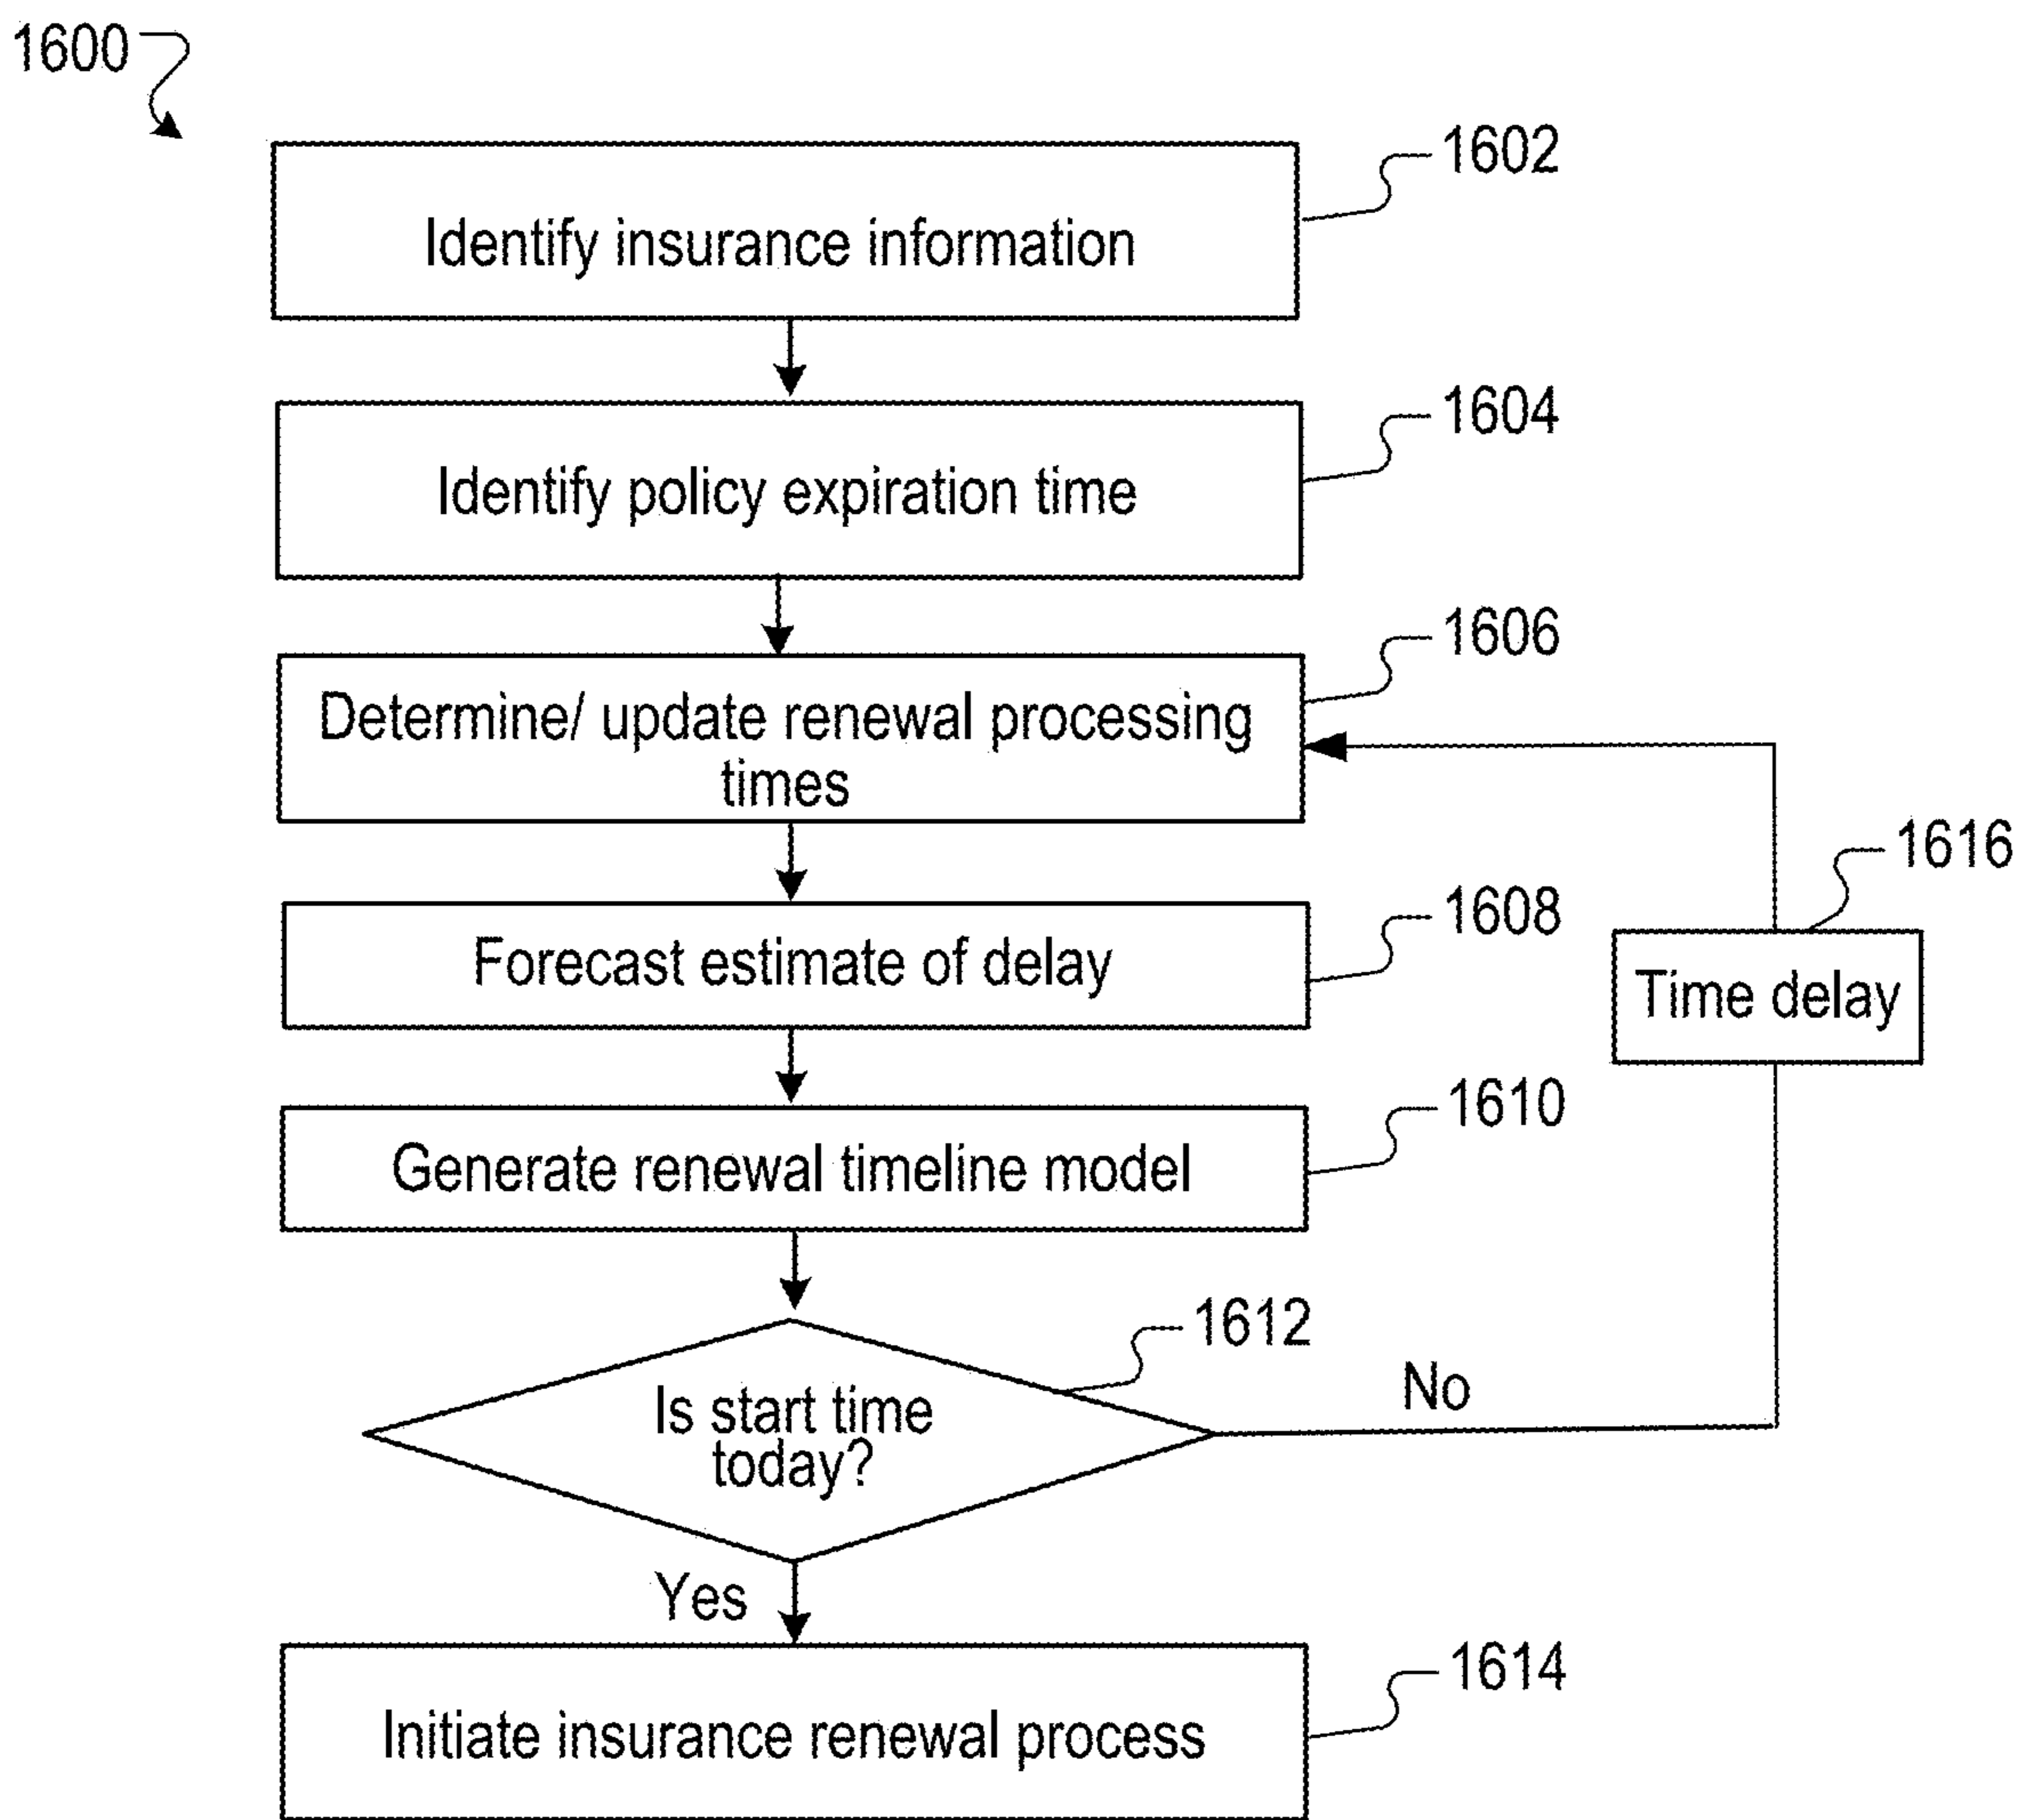 1600
1602
Identify insurance information
1604
Identify policy expiration time
1606
Determine/ update renewal processing
times
1616
1608
Forecast estimate of delay
Time delay
1610
Generate renewal timeline model
1612
Is start time
today?
No
Yes
1614
Initiate insurance renewal process